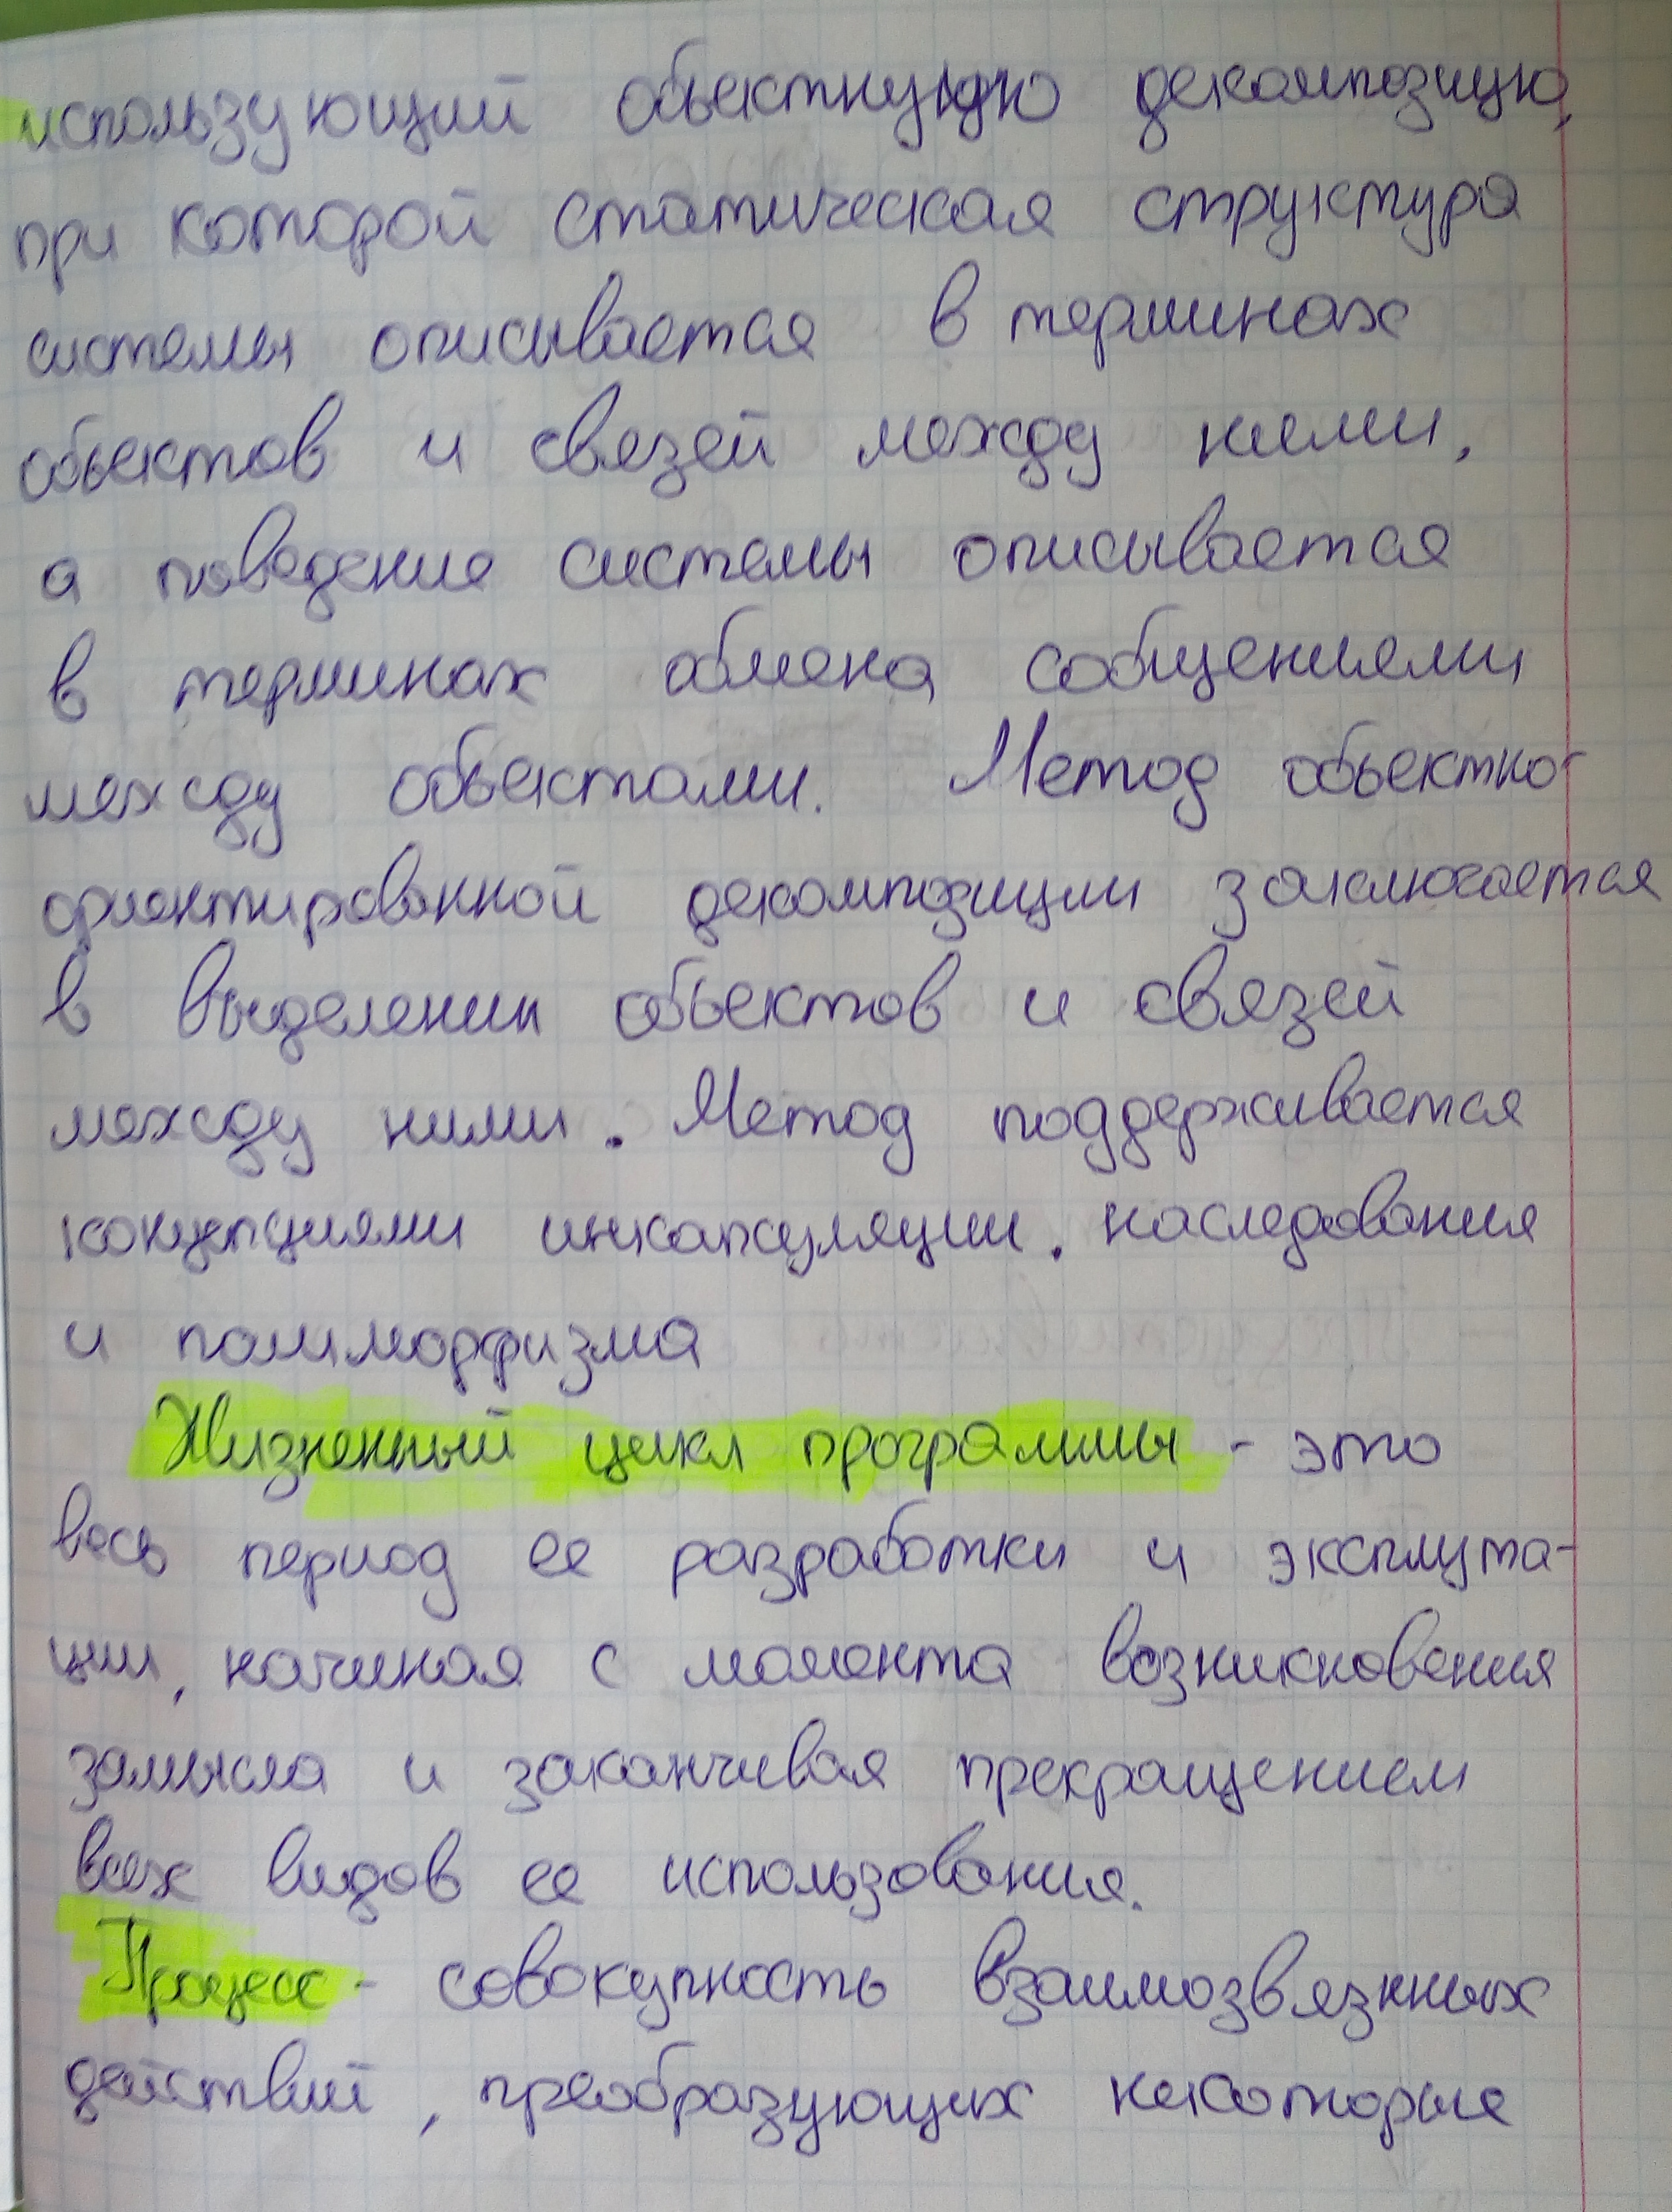 использующий объектную декомпозицию,
при которой статическая структура
системы описывается в терминах
объектов и связей между ними,
а поведение системы описывается
в терминах обмена сообщениями
между объектами. Метод объектно-
ориентированной декомпозиции заключается
в выделении объектов и связей
между ними. Метод поддерживается
концепциями инкапсуляции, наследования
и полиморфизма
Жизненный цикл программы - это
весь период ее разработки и эксплута-
ции, начиная с момента возникновения
замысла и заканчивая прекращением
всех видов ее использования.
Процесс - совокупность взаимозвязнных
действий, преобразующих некоторые